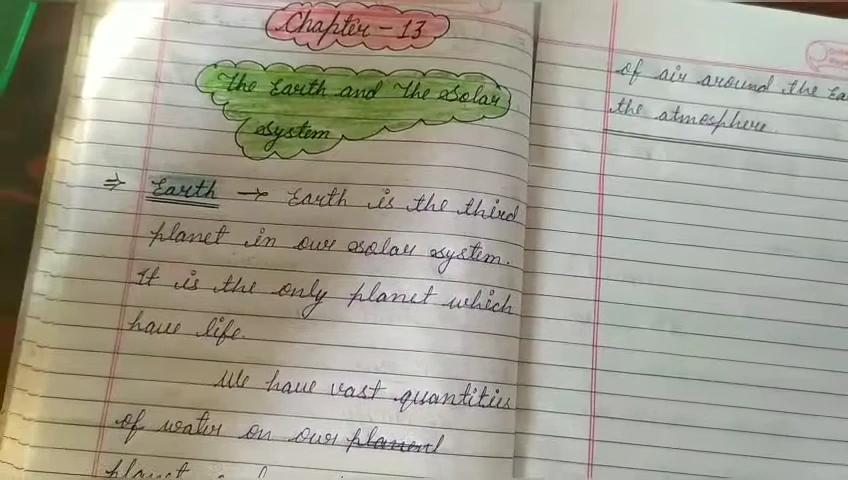 Chapter - 13
The Earth and The Solar
System
⇒ Earth → Earth is the third
planet in our solar system.
It is the only planet which
have life.
We have vast quantities
of water on our
planet
of air around the Ea
the atmosphere.